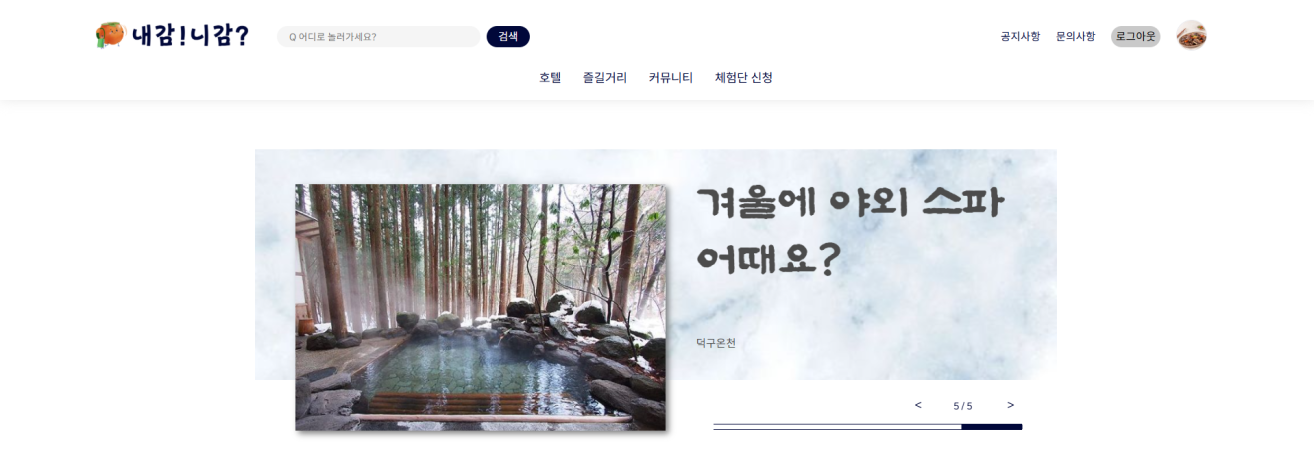 내감!니감?
Q 어디로 놀러가세요?
검색
공지사항
문의사항
로그아웃
호텔
즐길거리
커뮤니티
체험단 신청
겨울에 야외 스파
어때요?
덕구온천
< 5 / 5 >